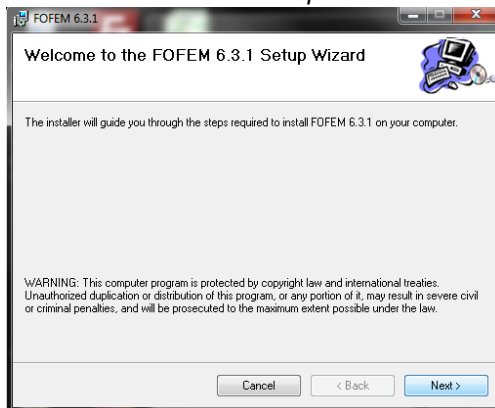 FOFEM 6.3.1
Welcome to the FOFEM 6.3.1 Setup Wizard
The installer will guide you through the steps required to install FOFEM 6.3.1 on your computer.
WARNING: This computer program is protected by copyright law and international treaties.
Unauthorized duplication or distribution of this program, or any portion of it, may result in severe civil
or criminal penalties, and will be prosecuted to the maximum extent possible under the law.
Cancel < Back Next >